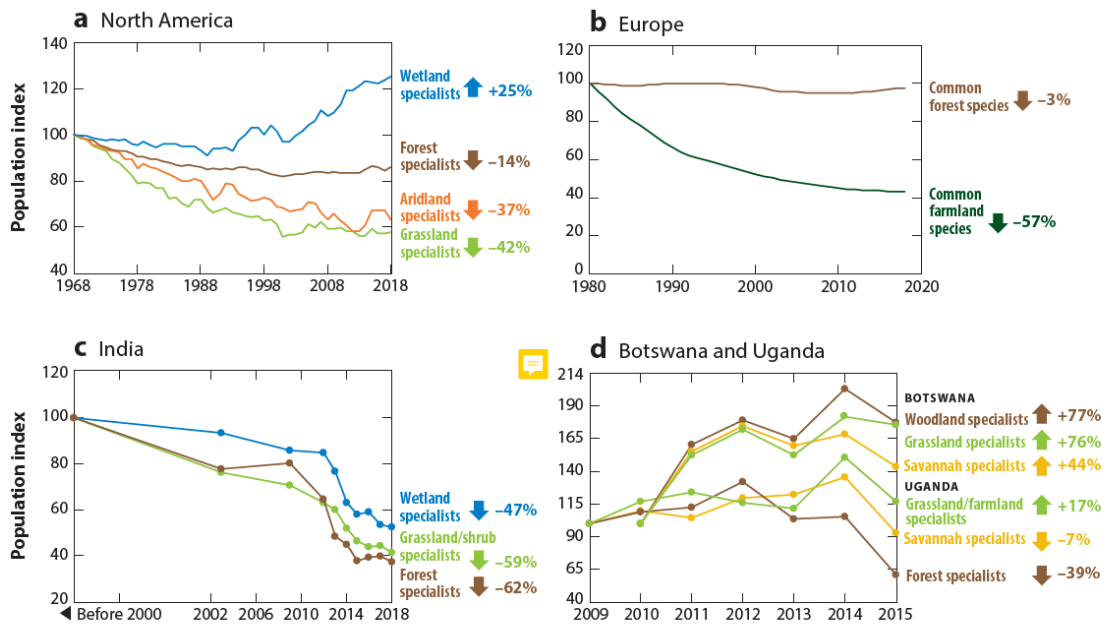 a North America
Population index
140
120
100
80
60
40
1968 1978 1988 1998 2008 2018
Wetland
specialists +25%
Forest
specialists –14%
Aridland
specialists –37%
Grassland
specialists –42%
b Europe
120
100
80
60
40
20
0
1980 1990 2000 2010 2020
Common
forest species –3%
Common
farmland
species –57%
c India
Population index
120
100
80
60
40
20
Before 2000 2002 2006 2010 2014 2018
Wetland
specialists –47%
Grassland/shrub
specialists –59%
Forest
specialists –62%
d Botswana and Uganda
214
190
165
140
115
90
65
40
2009 2010 2011 2012 2013 2014 2015
BOTSWANA
Woodland specialists +77%
Grassland specialists +76%
Savannah specialists +44%
UGANDA
Grassland/farmland
specialists +17%
Savannah specialists –7%
Forest specialists –39%